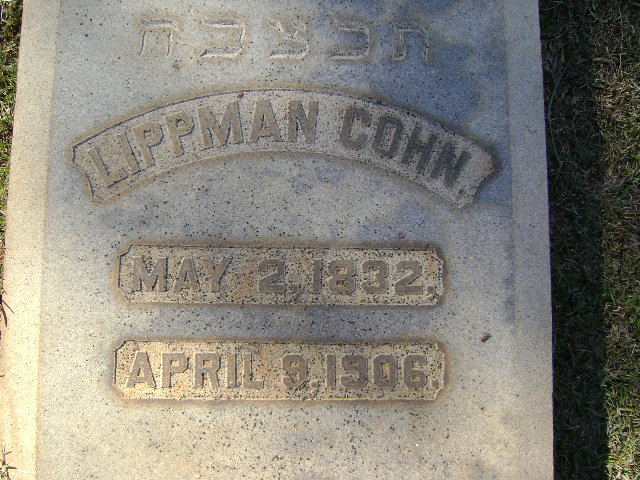 תנצבה
LIPPMAN COHN.
MAY 2, 1832.
APRIL 9, 1906.